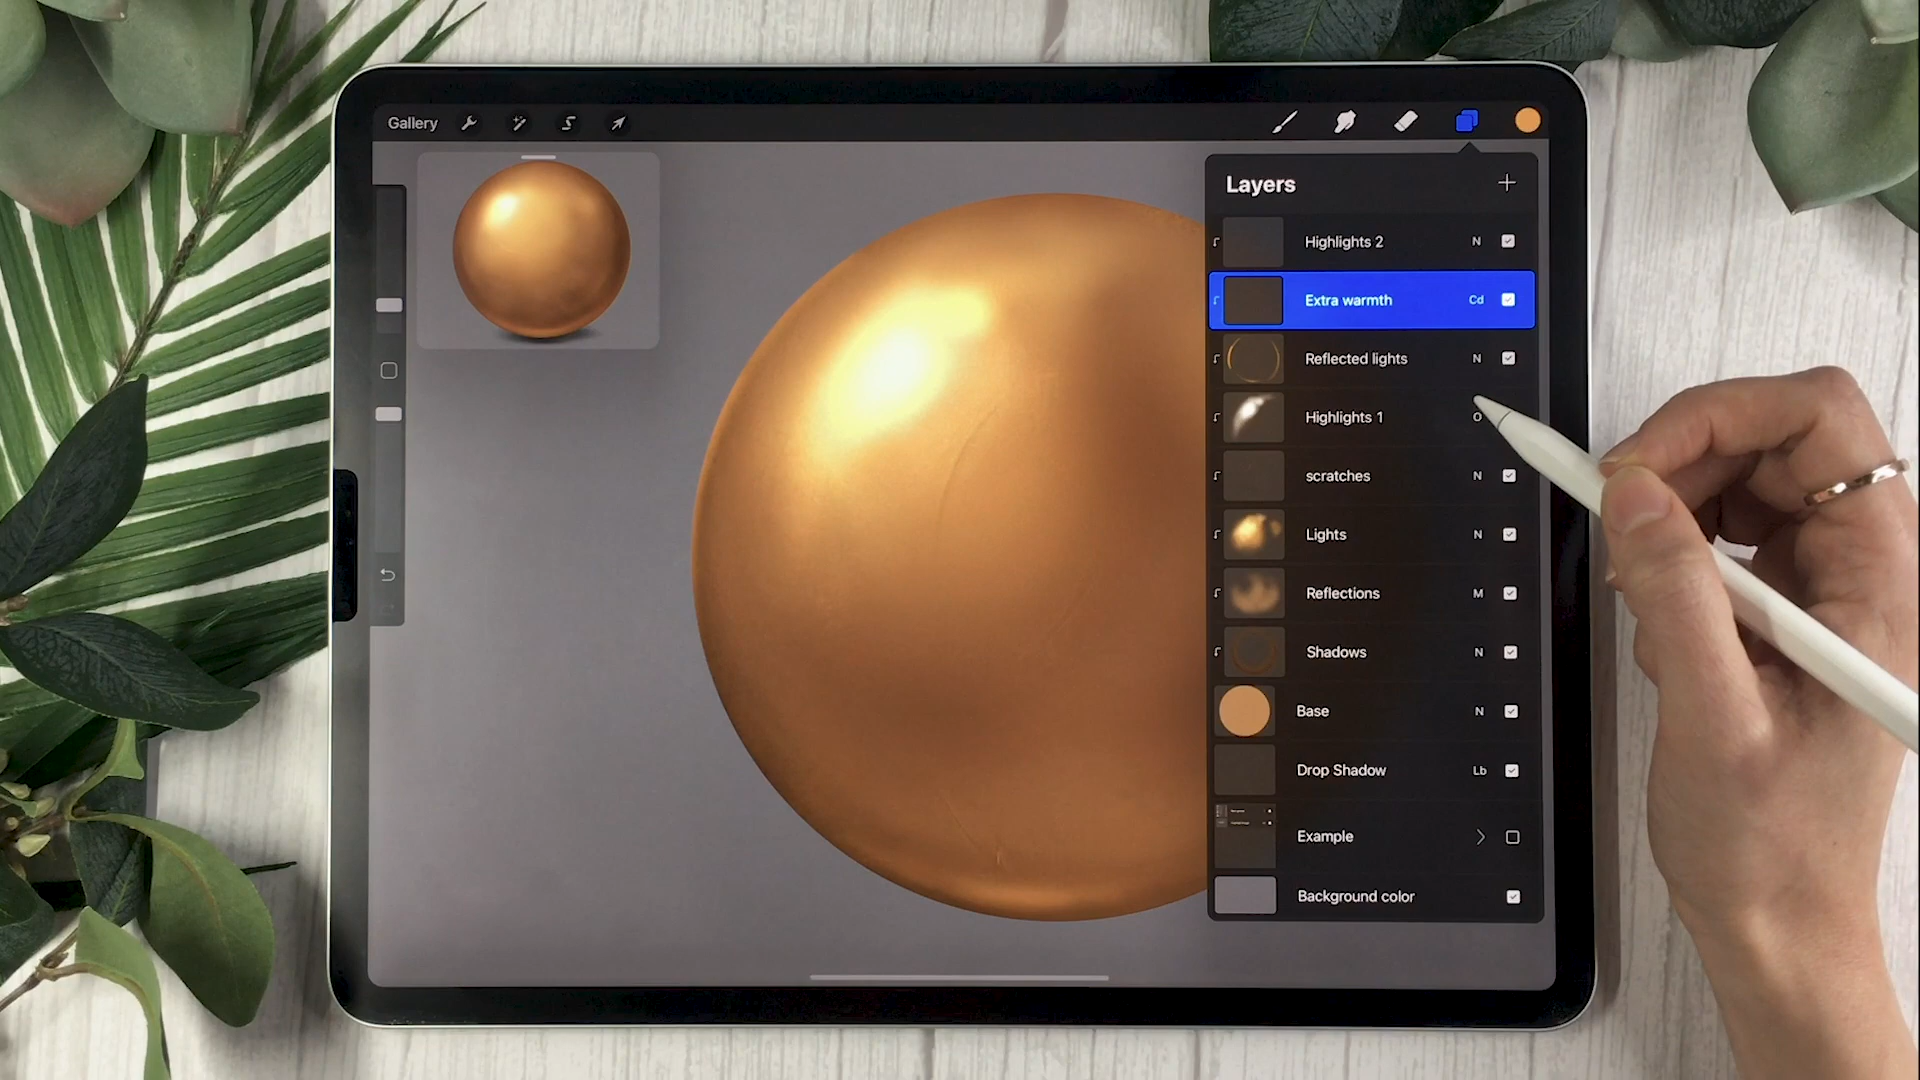 Gallery
Layers
Highlights 2 N
Extra warmth Cd
Reflected lights N
Highlights 1 O
scratches N
Lights N
Reflections M
Shadows N
Base N
Drop Shadow Lb
Example
Background color